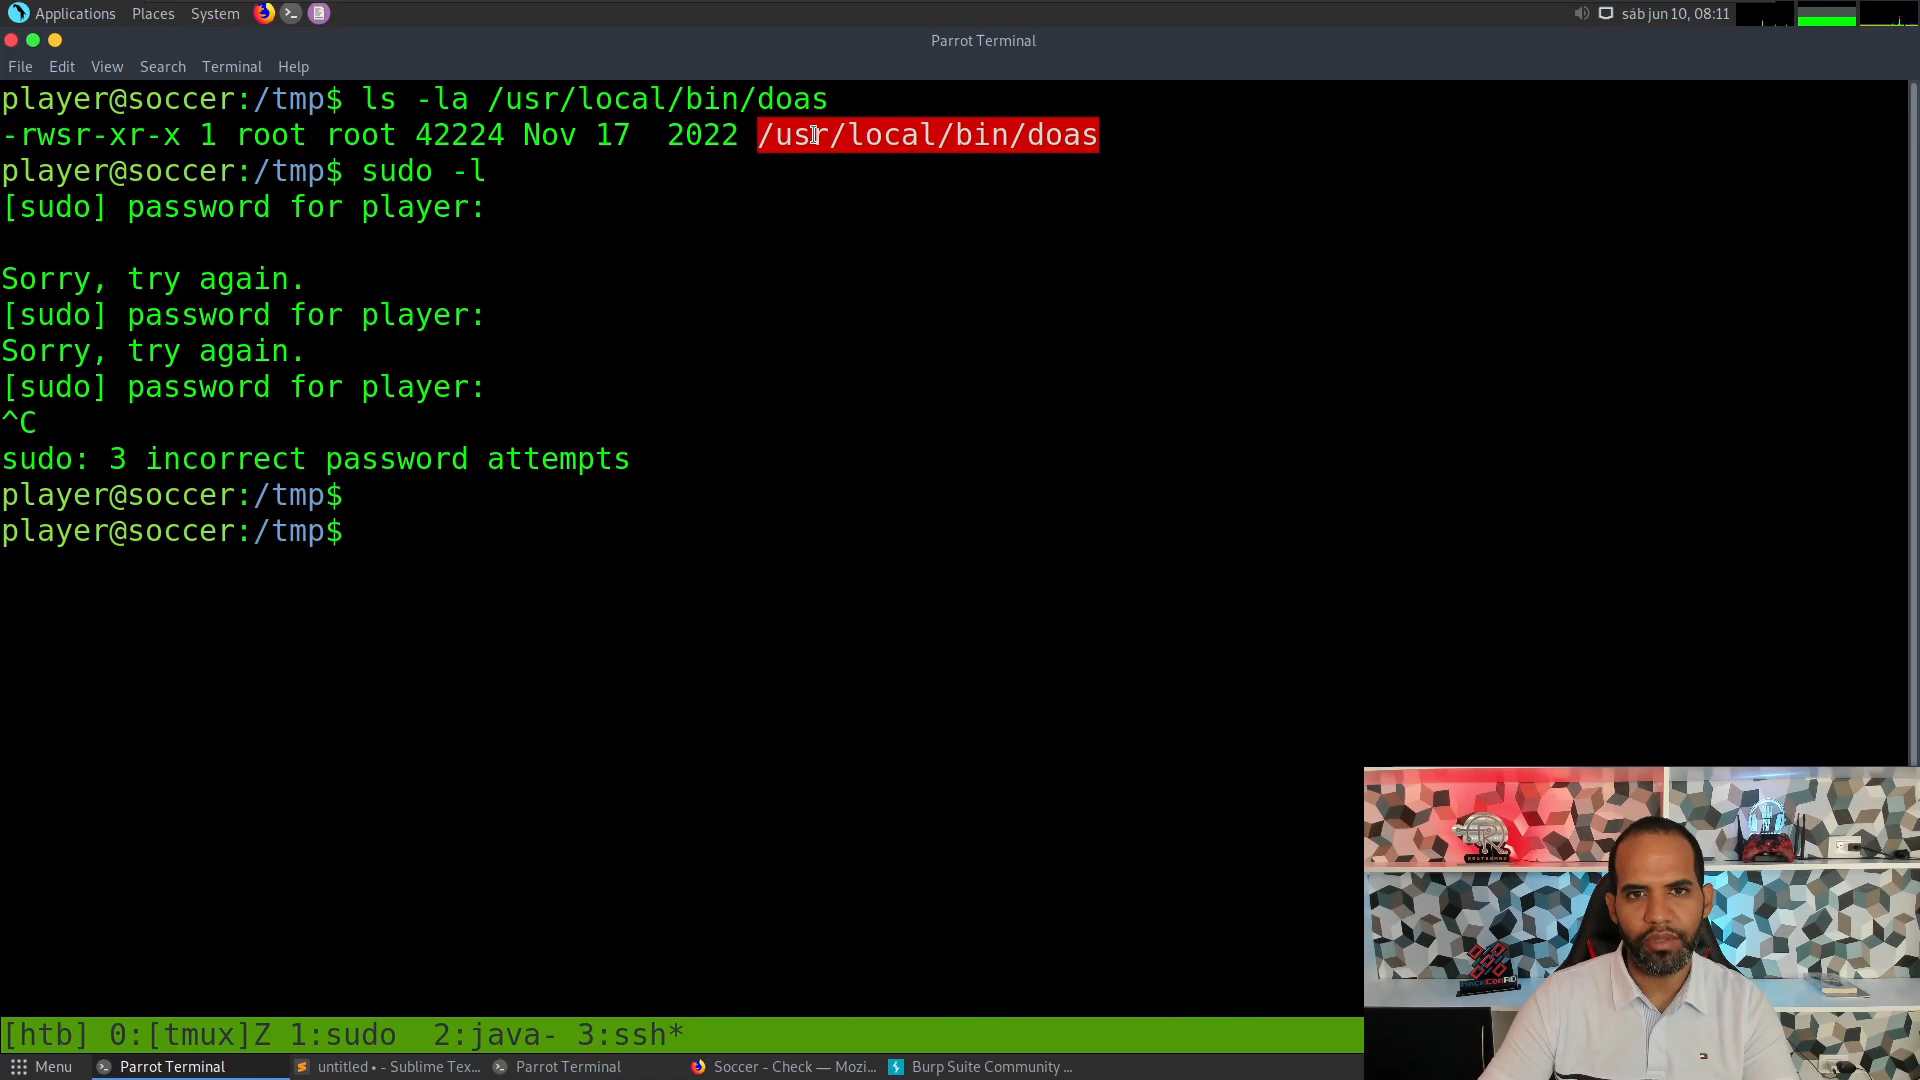 Applications Places System
sáb jun 10, 08:11
Parrot Terminal
File Edit View Search Terminal Help
player@soccer:/tmp$ ls -la /usr/local/bin/doas
-rwsr-xr-x 1 root root 42224 Nov 17  2022 /usr/local/bin/doas
player@soccer:/tmp$ sudo -l
[sudo] password for player:
Sorry, try again.
[sudo] password for player:
Sorry, try again.
[sudo] password for player:
^C
sudo: 3 incorrect password attempts
player@soccer:/tmp$
player@soccer:/tmp$
HACKCONRD
[htb] 0:[tmux]Z 1:sudo  2:java- 3:ssh*
Menu Parrot Terminal untitled • - Sublime Tex... Parrot Terminal Soccer - Check — Mozi... Burp Suite Community ...